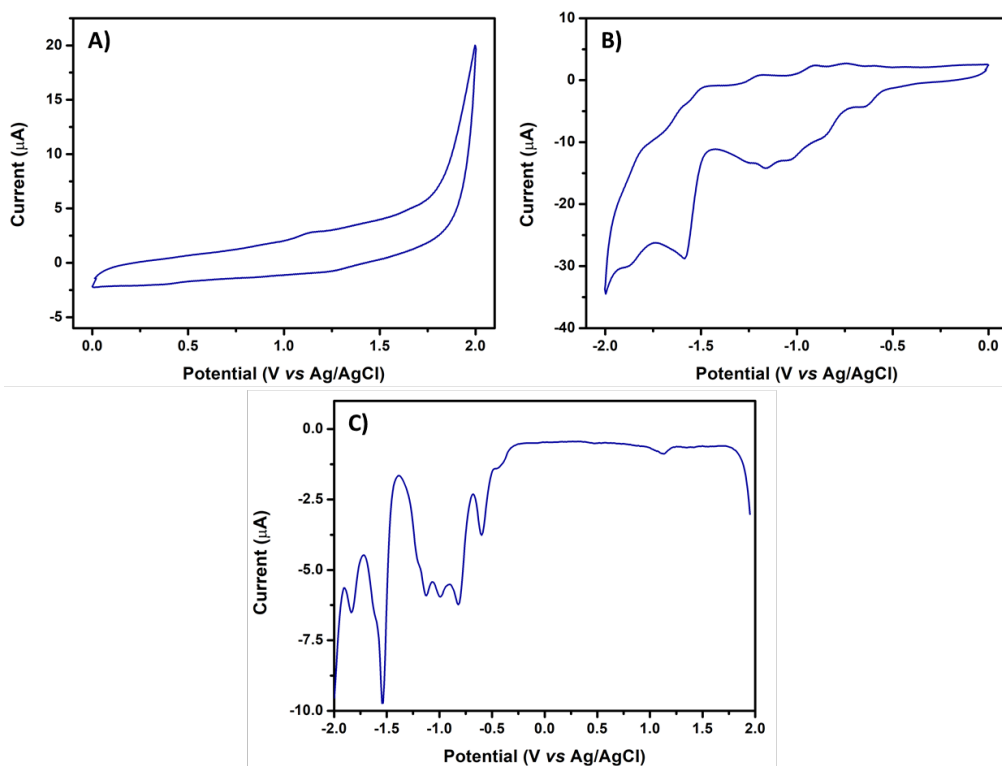 A)
Current (µA)
20
15
10
5
0
-5
0.0 0.5 1.0 1.5 2.0
Potential (V vs Ag/AgCl)
B)
Current (µA)
10
0
-10
-20
-30
-40
-2.0 -1.5 -1.0 -0.5 0.0
Potential (V vs Ag/AgCl)
C)
Current (µA)
0.0
-2.5
-5.0
-7.5
-10.0
-2.0 -1.5 -1.0 -0.5 0.0 0.5 1.0 1.5 2.0
Potential (V vs Ag/AgCl)